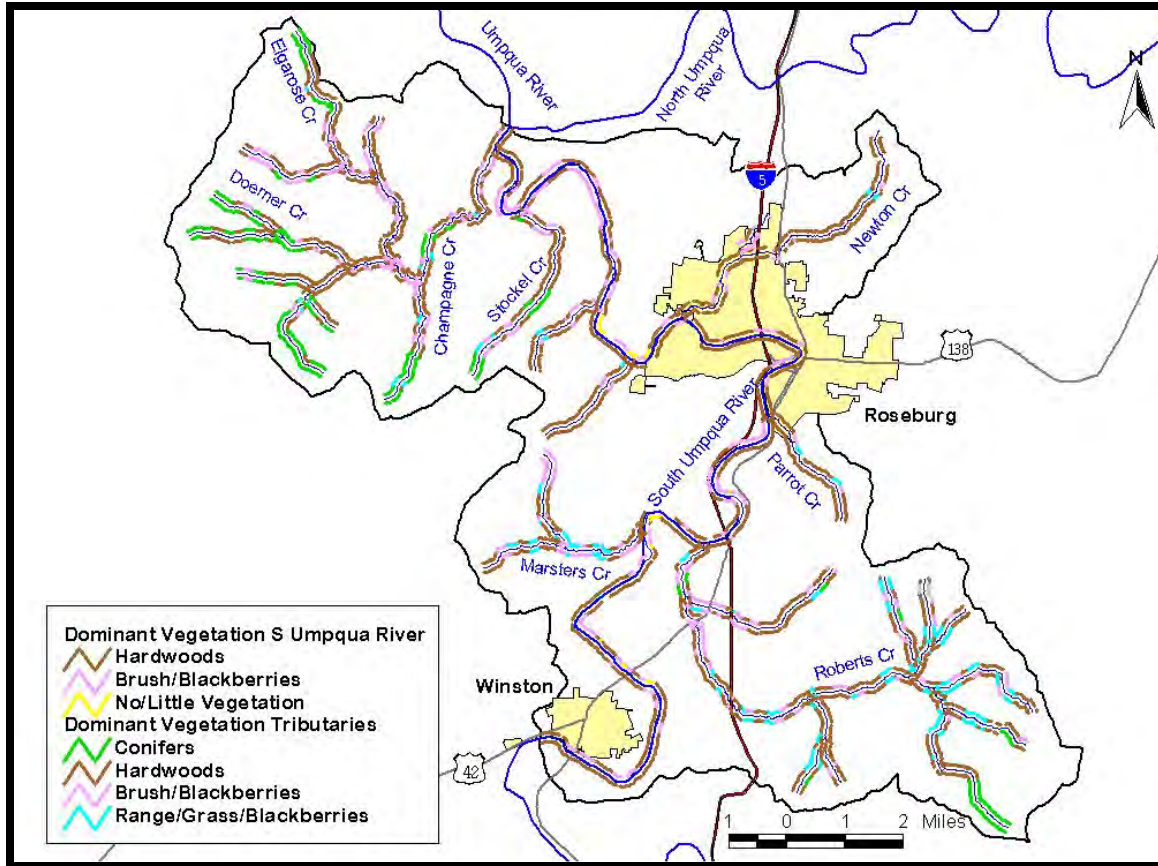 Umpqua River
North Umpqua
River
N
Elgarose Cr
Doerner Cr
Champagne Cr
Stockel Cr
5
Newton Cr
138
Roseburg
South Umpqua River
Parrot Cr
Marsters Cr
Roberts Cr
Winston
42
Dominant Vegetation S Umpqua River
Hardwoods
Brush/Blackberries
No/Little Vegetation
Dominant Vegetation Tributaries
Conifers
Hardwoods
Brush/Blackberries
Range/Grass/Blackberries
1 0 1 2 Miles